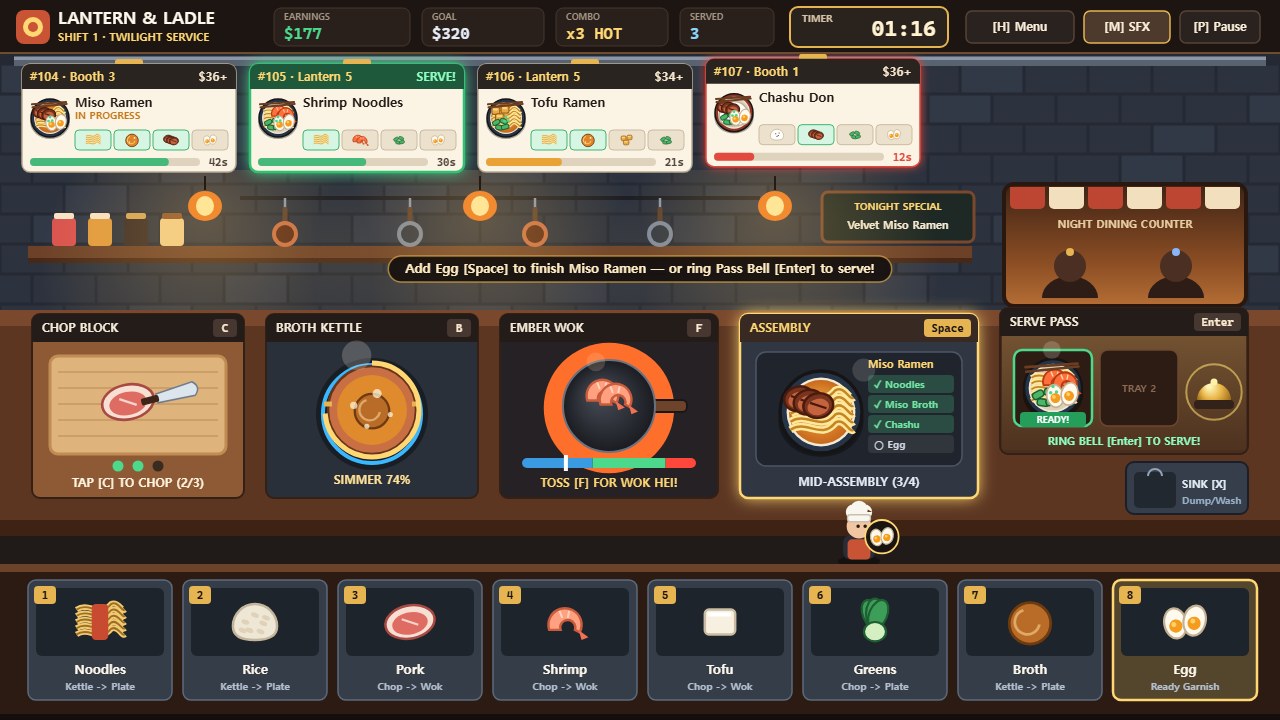 LANTERN & LADLE
SHIFT 1 · TWILIGHT SERVICE
EARNINGS
$177
GOAL
$320
COMBO
x3 HOT
SERVED
3
TIMER
01:16
[H] Menu
[M] SFX
[P] Pause
#104 · Booth 3
$36+
Miso Ramen
IN PROGRESS
42s
#105 · Lantern 5
SERVE!
Shrimp Noodles
30s
#106 · Lantern 5
$34+
Tofu Ramen
21s
#107 · Booth 1
$36+
Chashu Don
12s
TONIGHT SPECIAL
Velvet Miso Ramen
NIGHT DINING COUNTER
Add Egg [Space] to finish Miso Ramen — or ring Pass Bell [Enter] to serve!
CHOP BLOCK
C
TAP [C] TO CHOP (2/3)
BROTH KETTLE
B
SIMMER 74%
EMBER WOK
F
TOSS [F] FOR WOK HEI!
ASSEMBLY
Space
Miso Ramen
✓ Noodles
✓ Miso Broth
✓ Chashu
○ Egg
MID-ASSEMBLY (3/4)
SERVE PASS
Enter
READY!
TRAY 2
RING BELL [Enter] TO SERVE!
SINK [X]
Dump/Wash
1
Noodles
Kettle -> Plate
2
Rice
Kettle -> Plate
3
Pork
Chop -> Wok
4
Shrimp
Chop -> Wok
5
Tofu
Chop -> Wok
6
Greens
Chop -> Plate
7
Broth
Kettle -> Plate
8
Egg
Ready Garnish